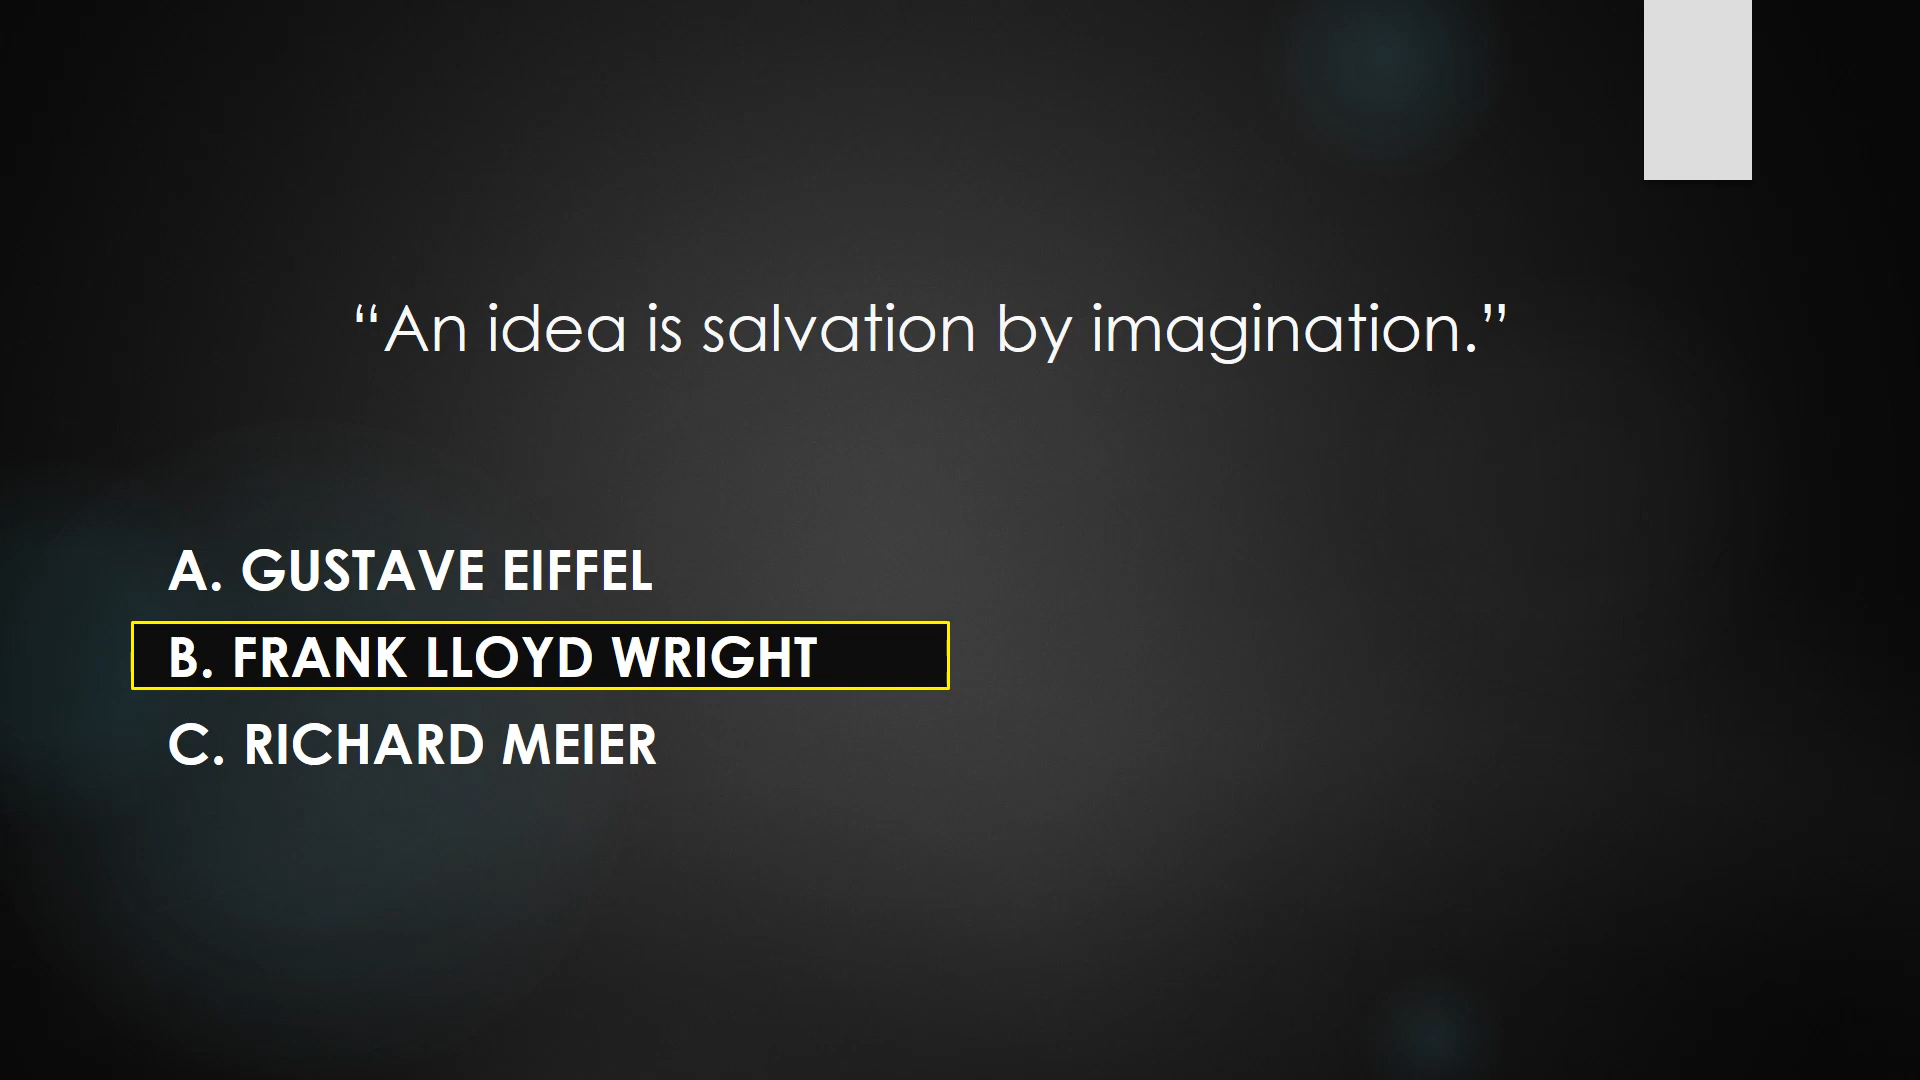 “An idea is salvation by imagination.”
A. GUSTAVE EIFFEL
B. FRANK LLOYD WRIGHT
C. RICHARD MEIER